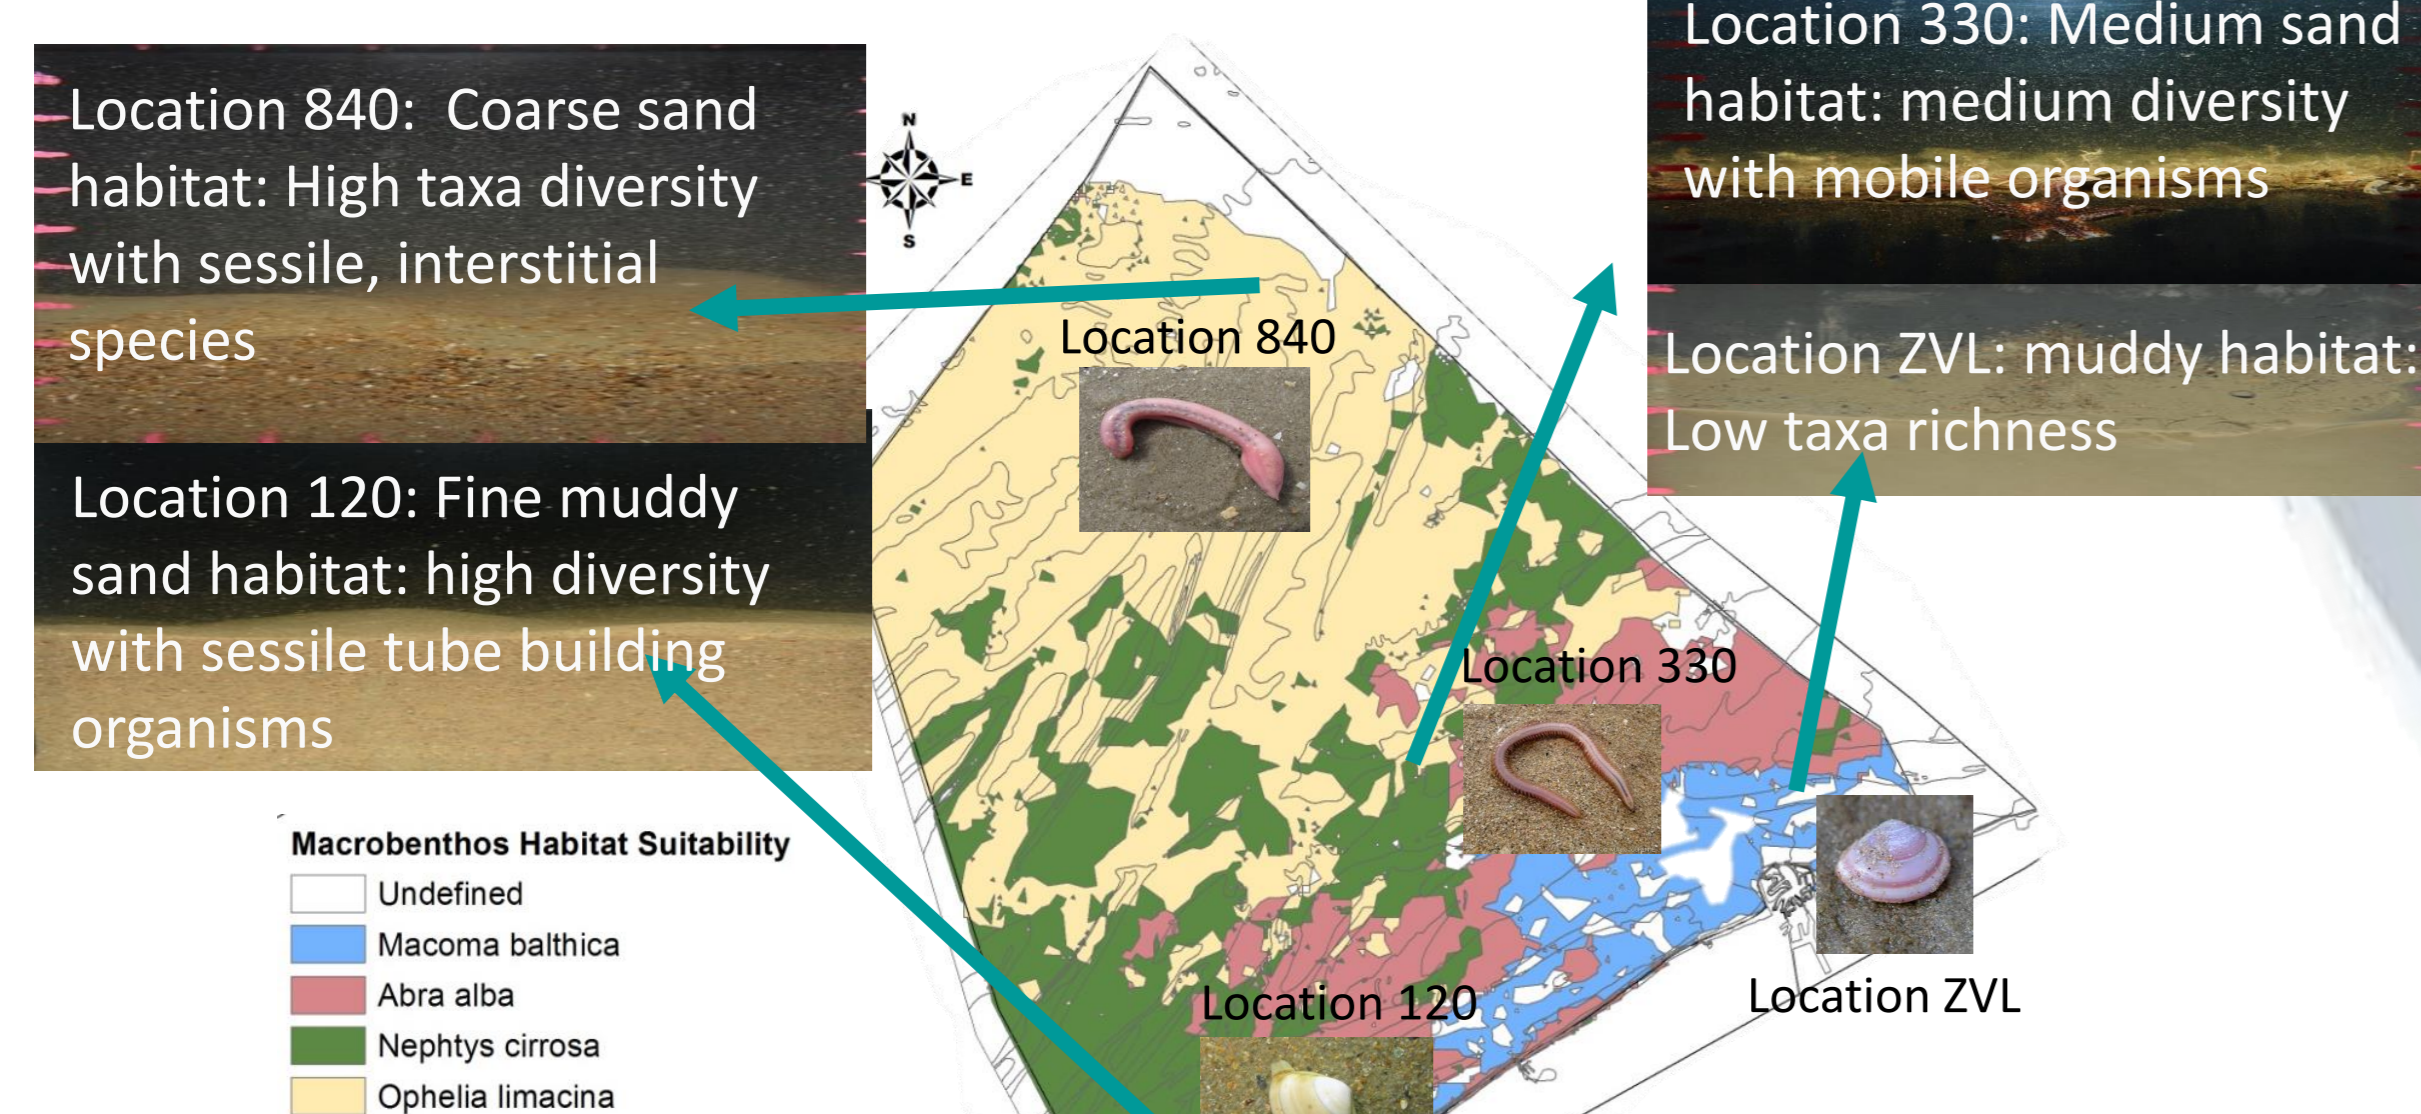 Location 840:  Coarse sand
habitat: High taxa diversity
with sessile, interstitial
species
Location 120: Fine muddy
sand habitat: high diversity
with sessile tube building
organisms
Location 330: Medium sand
habitat: medium diversity
with mobile organisms
Location ZVL: muddy habitat:
Low taxa richness
N
E
S
Location 840
Location 330
Location 120
Location ZVL
Macrobenthos Habitat Suitability
Undefined
Macoma balthica
Abra alba
Nephtys cirrosa
Ophelia limacina